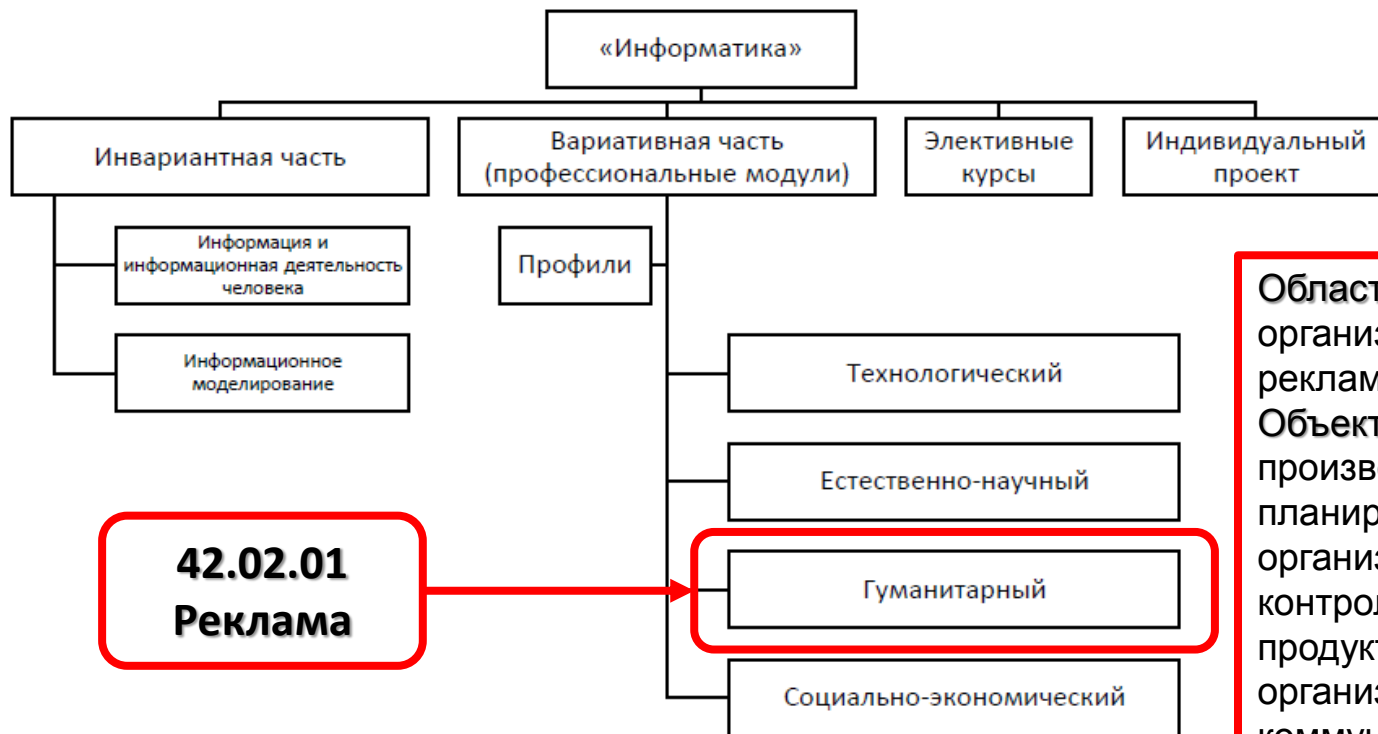 «Информатика»
Инвариантная часть
Вариативная часть
(профессиональные модули)
Элективные
курсы
Индивидуальный
проект
Информация и
информационная деятельность
человека
Информационное
моделирование
Профили
Технологический
Естественно-научный
Гуманитарный
Социально-экономический
42.02.01
Реклама